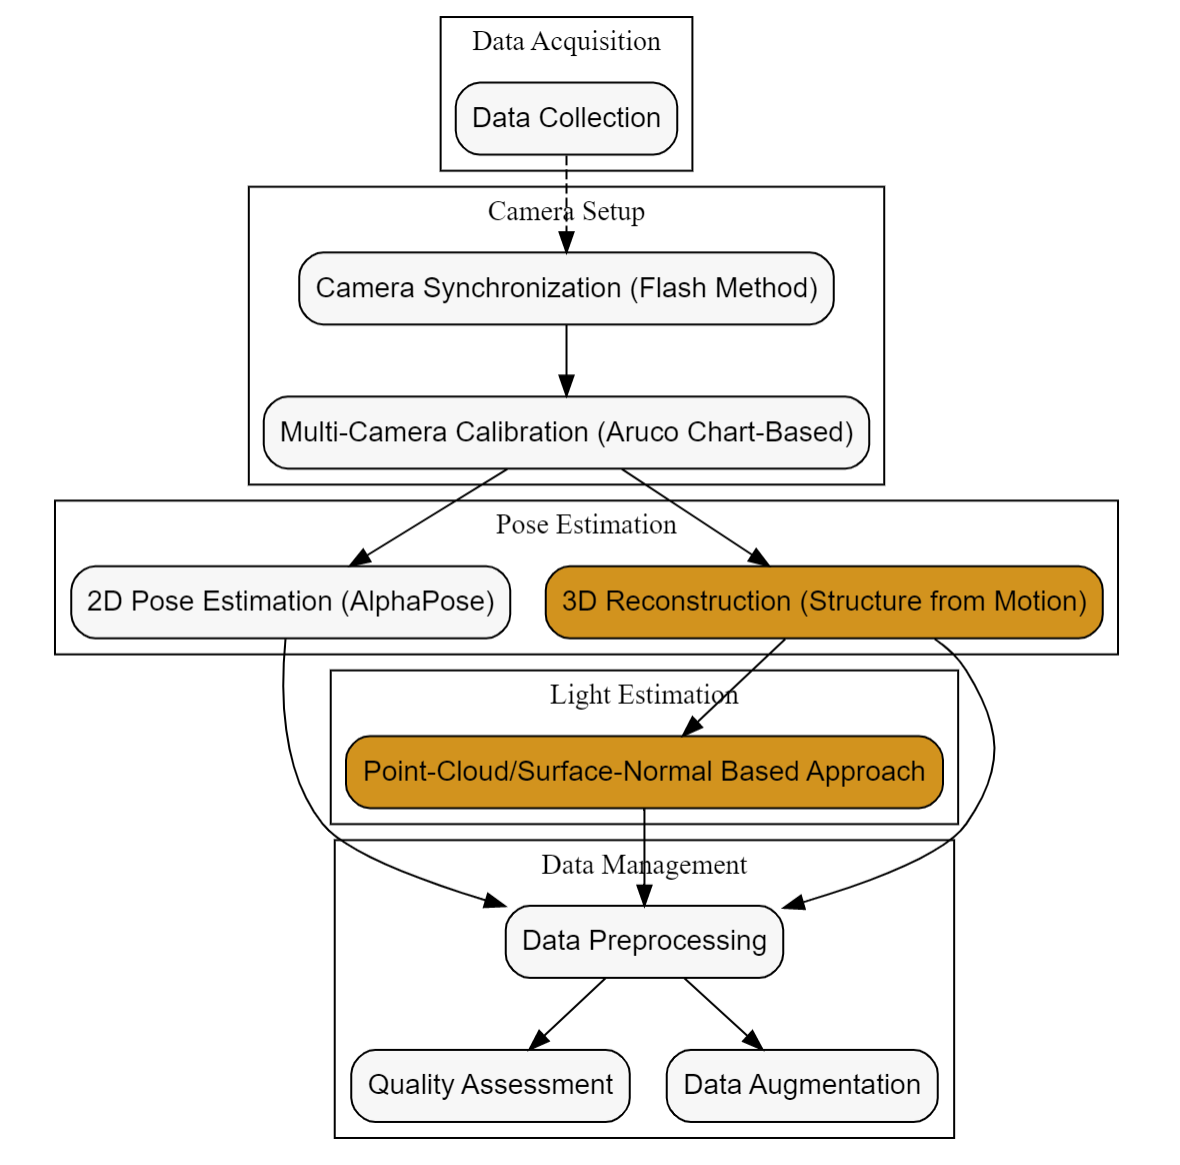 Data Acquisition
Data Collection
Camera Setup
Camera Synchronization (Flash Method)
Multi-Camera Calibration (Aruco Chart-Based)
Pose Estimation
2D Pose Estimation (AlphaPose)
3D Reconstruction (Structure from Motion)
Light Estimation
Point-Cloud/Surface-Normal Based Approach
Data Management
Data Preprocessing
Quality Assessment
Data Augmentation